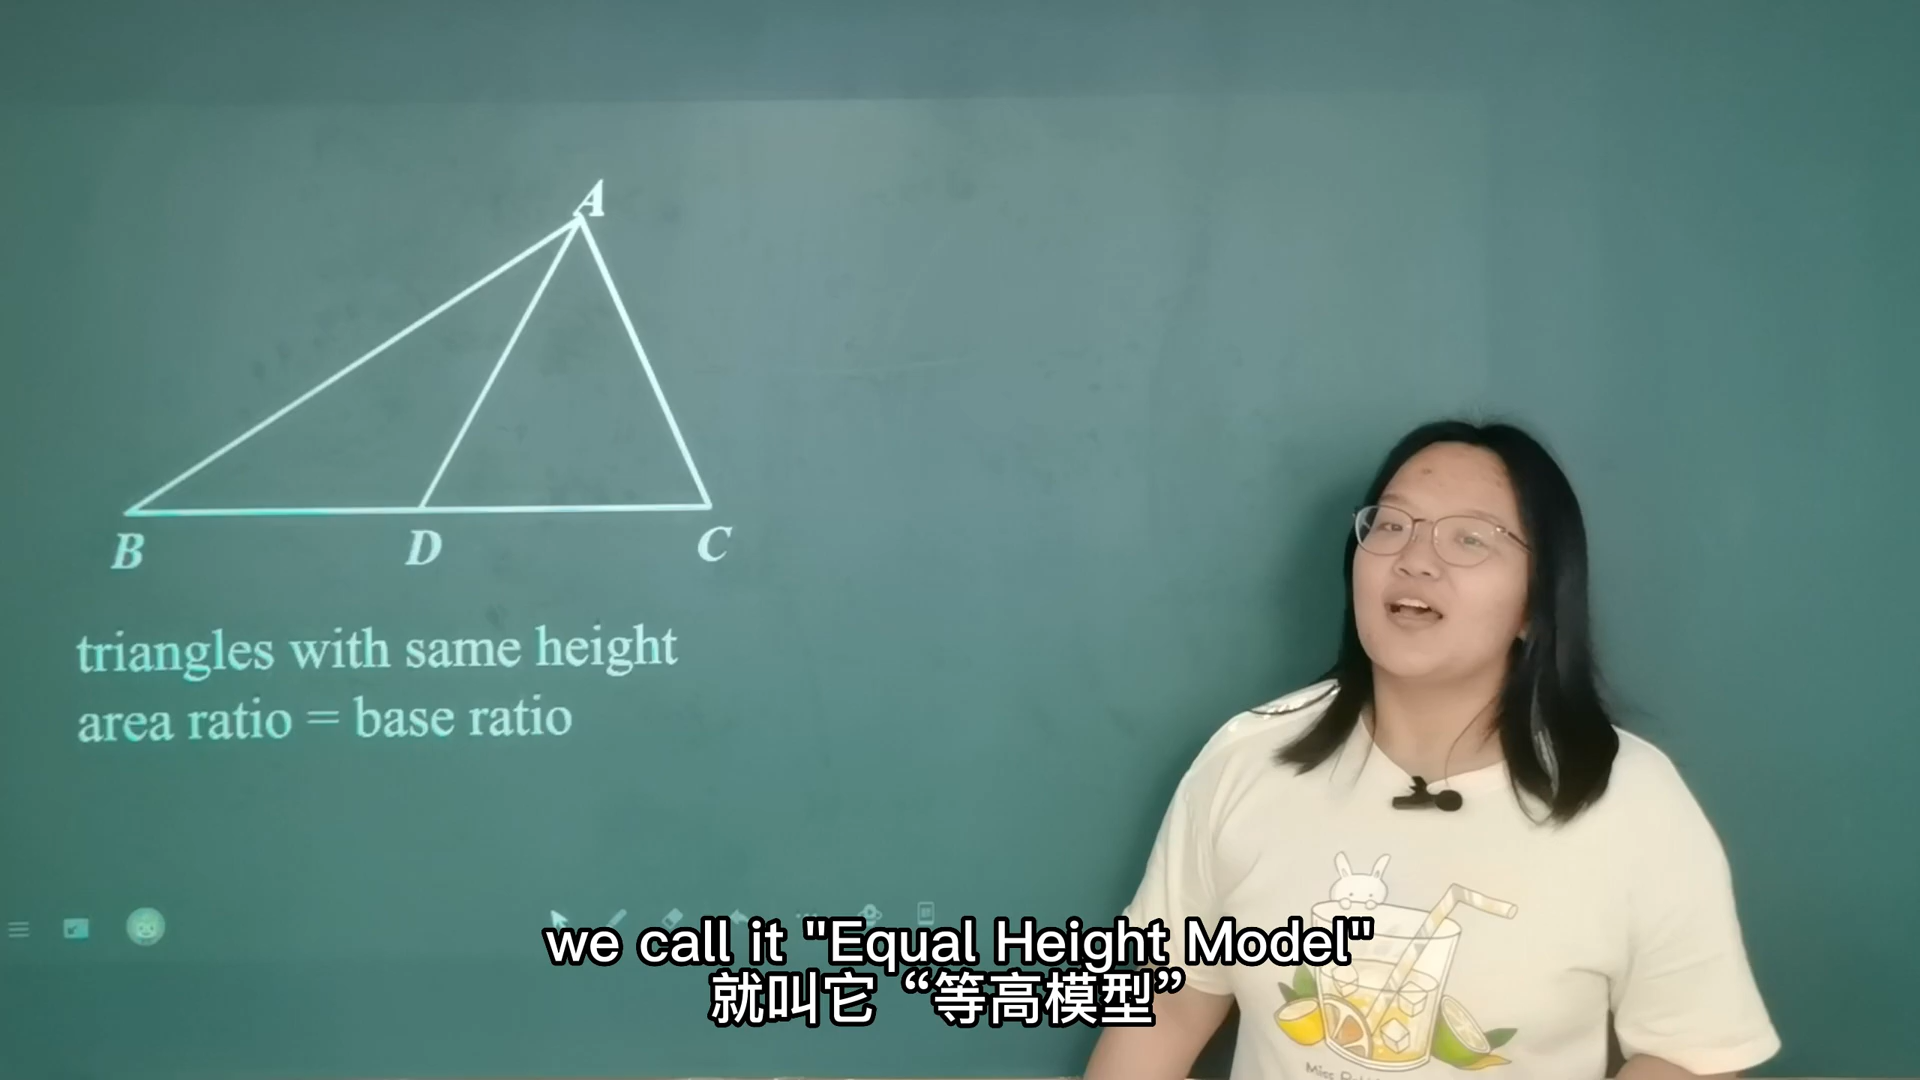 A
B D C
triangles with same height
area ratio = base ratio
we call it "Equal Height Model"
就叫它“等高模型”